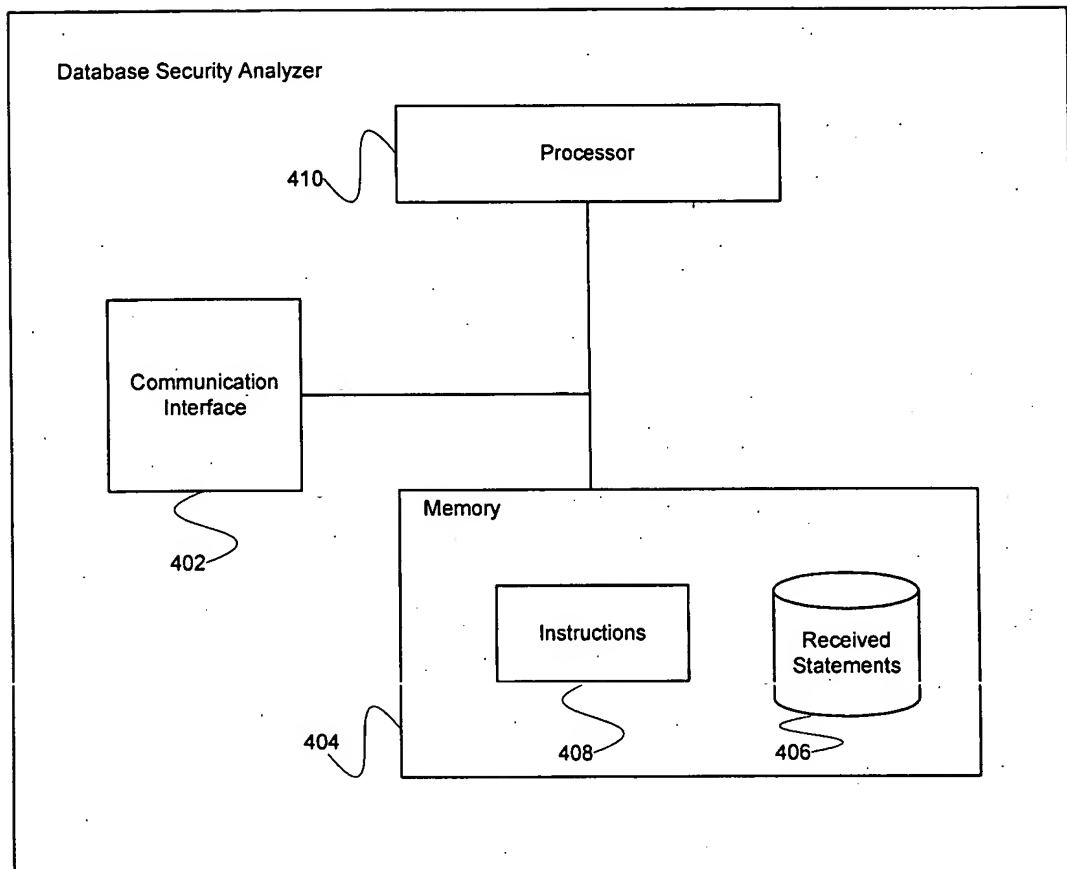 Database Security Analyzer
Processor
410
Communication
Interface
402
Memory
Instructions
Received
Statements
404
408
406